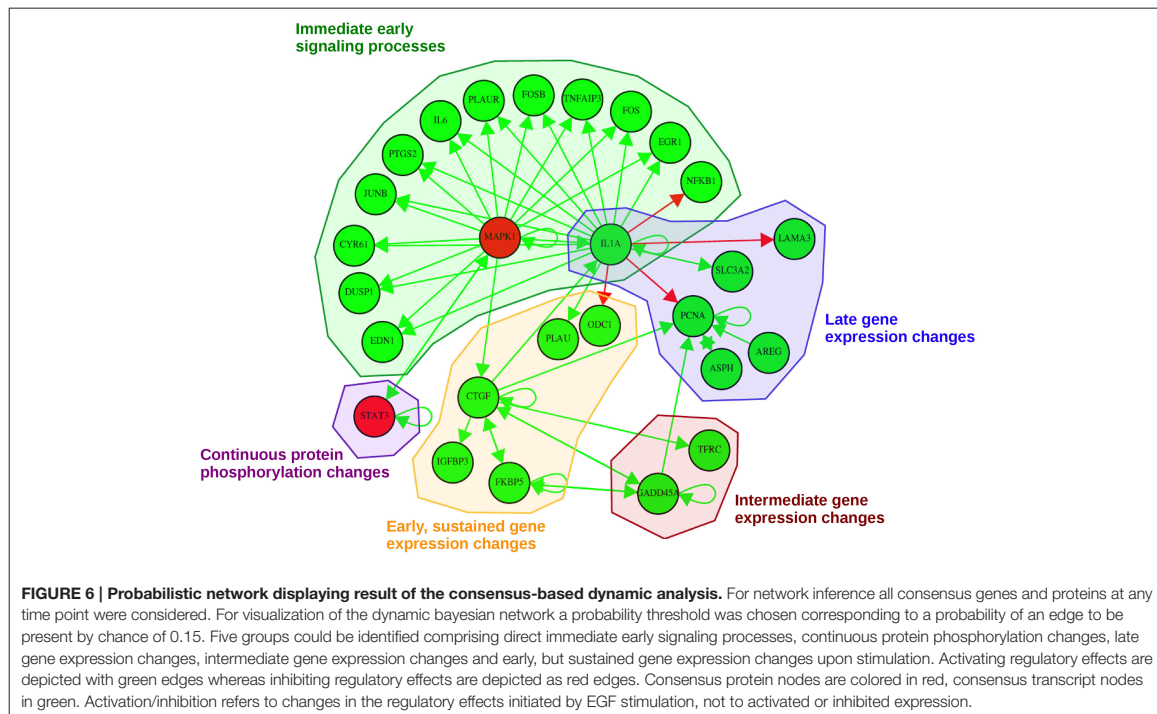 Immediate early
signaling processes
PLAUR
FOSB
TNFAIP3
FOS
IL6
EGR1
PTGS2
NFKB1
JUNB
MAPK1
IL1A
CYR61
LAMA3
SLC3A2
DUSP1
PCNA
ODC1
PLAU
EDN1
AREG
ASPH
Late gene
expression changes
CTGF
STAT3
Continuous protein
phosphorylation changes
IGFBP3
TFRC
FKBP5
GADD45A
Intermediate gene
expression changes
Early, sustained gene
expression changes
FIGURE 6 | Probabilistic network displaying result of the consensus-based dynamic analysis. For network inference all consensus genes and proteins at any
time point were considered. For visualization of the dynamic bayesian network a probability threshold was chosen corresponding to a probability of an edge to be
present by chance of 0.15. Five groups could be identified comprising direct immediate early signaling processes, continuous protein phosphorylation changes, late
gene expression changes, intermediate gene expression changes and early, but sustained gene expression changes upon stimulation. Activating regulatory effects are
depicted with green edges whereas inhibiting regulatory effects are depicted as red edges. Consensus protein nodes are colored in red, consensus transcript nodes
in green. Activation/inhibition refers to changes in the regulatory effects initiated by EGF stimulation, not to activated or inhibited expression.